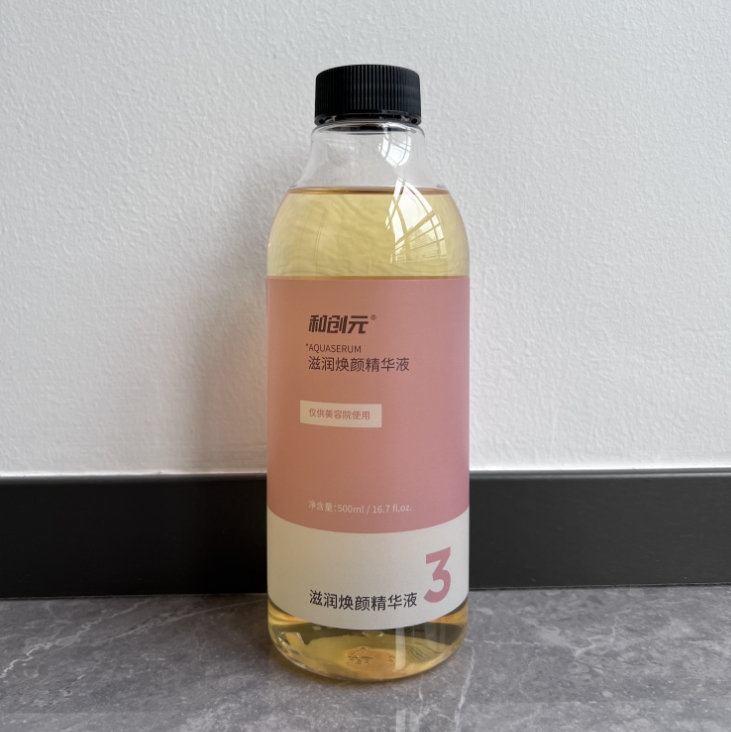 和创元®
*AQUASERUM
滋润焕颜精华液
仅供美容院使用
净含量:500ml / 16.7 fl.oz.
3
滋润焕颜精华液